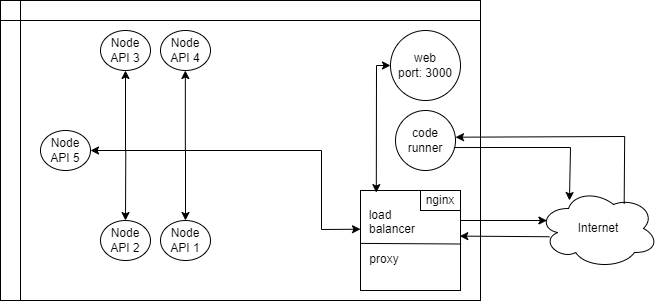 Node
API 3
Node
API 4
web
port: 3000
code
runner
Node
API 5
nginx
load
balancer
Node
API 2
Node
API 1
Internet
proxy